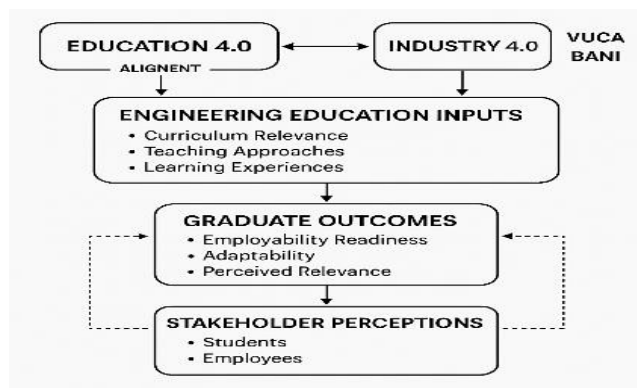 EDUCATION 4.0
INDUSTRY 4.0
VUCA
BANI
ALIGNENT
ENGINEERING EDUCATION INPUTS
• Curriculum Relevance
• Teaching Approaches
• Learning Experiences
GRADUATE OUTCOMES
• Employability Readiness
• Adaptability
• Perceived Relevance
STAKEHOLDER PERCEPTIONS
• Students
• Employees